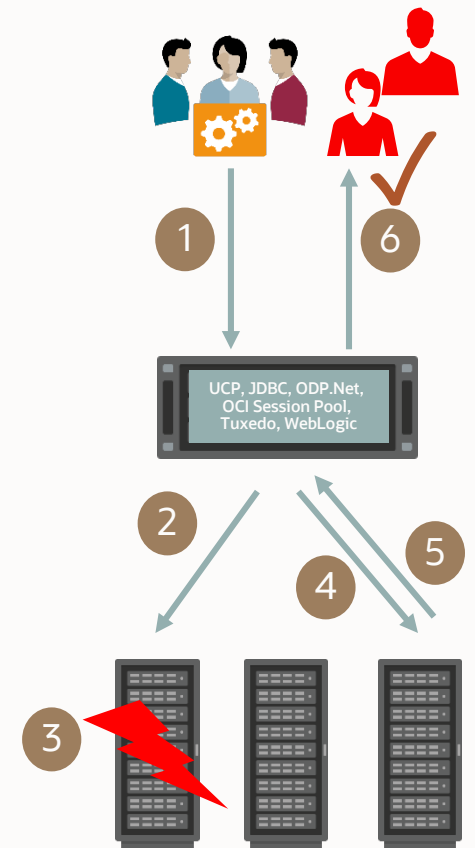 1
6
UCP, JDBC, ODP.Net,
OCI Session Pool,
Tuxedo, WebLogic
2
5
4
3